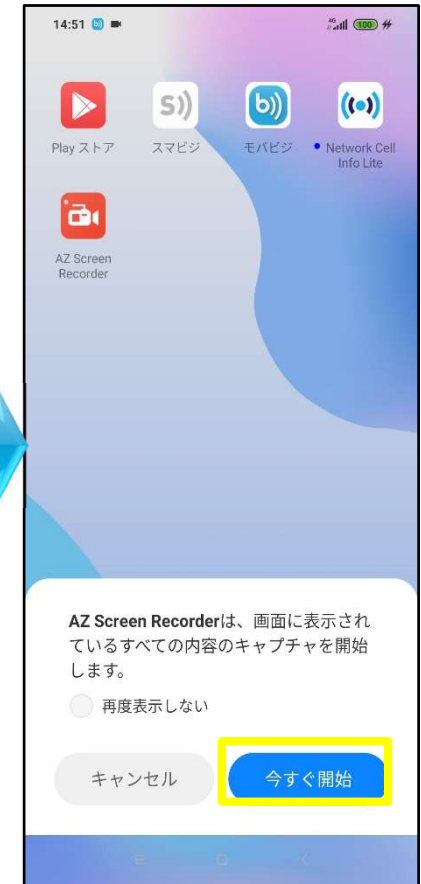 14:51
4G
100
S)) b))
Play ストア スマビジ モバビジ Network Cell
Info Lite
AZ Screen
Recorder
AZ Screen Recorderは、画面に表示され
ているすべての内容のキャプチャを開始
します。
再度表示しない
キャンセル 今すぐ開始